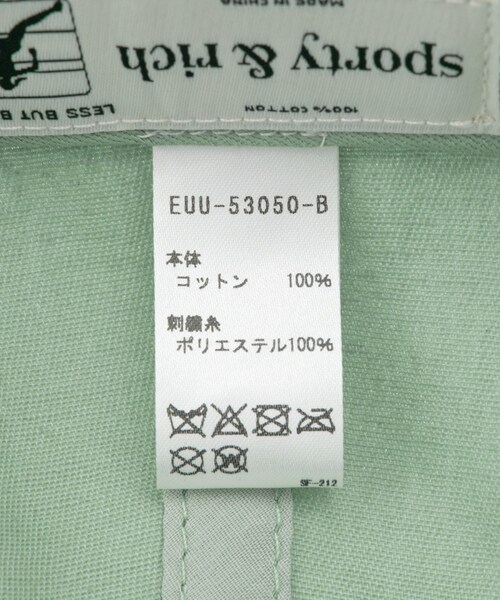 MADE IN CHINA
sporty & rich
100% COTTON
LESS BUT B
EUU-53050-B
本体
コットン 100%
刺繍糸
ポリエステル100%
W
SF-212